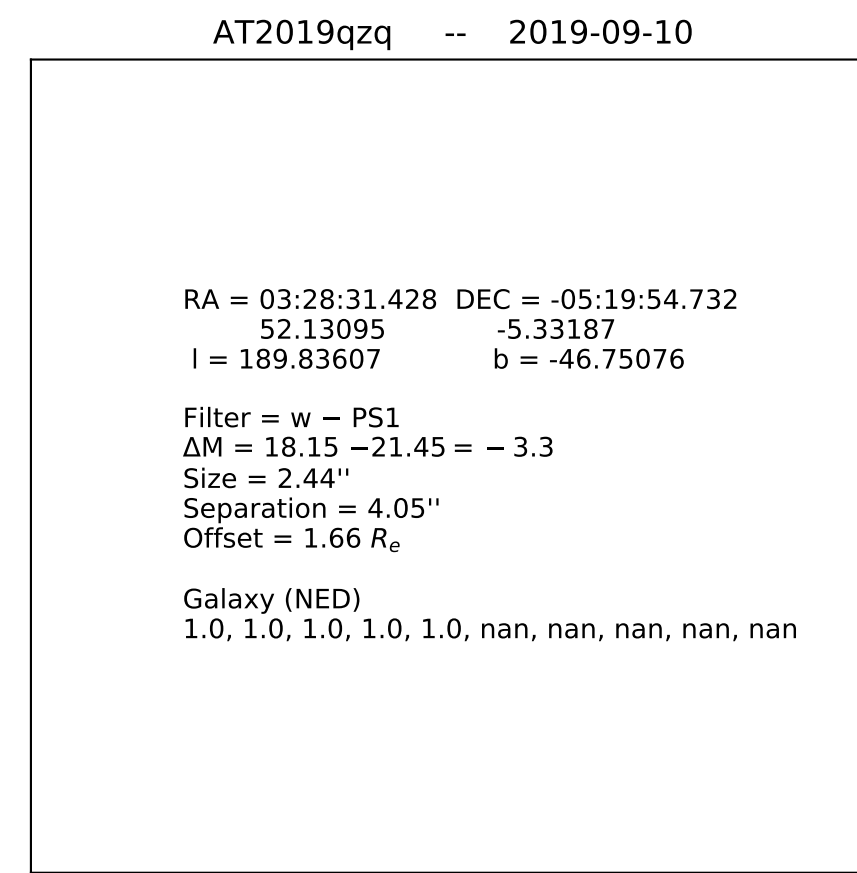 AT2019qzq -- 2019-09-10
RA = 03:28:31.428 DEC = -05:19:54.732
52.13095 -5.33187
l = 189.83607 b = -46.75076
Filter = w − PS1
ΔM = 18.15 −21.45 = − 3.3
Size = 2.44''
Separation = 4.05''
Offset = 1.66 Re
Galaxy (NED)
1.0, 1.0, 1.0, 1.0, 1.0, nan, nan, nan, nan, nan